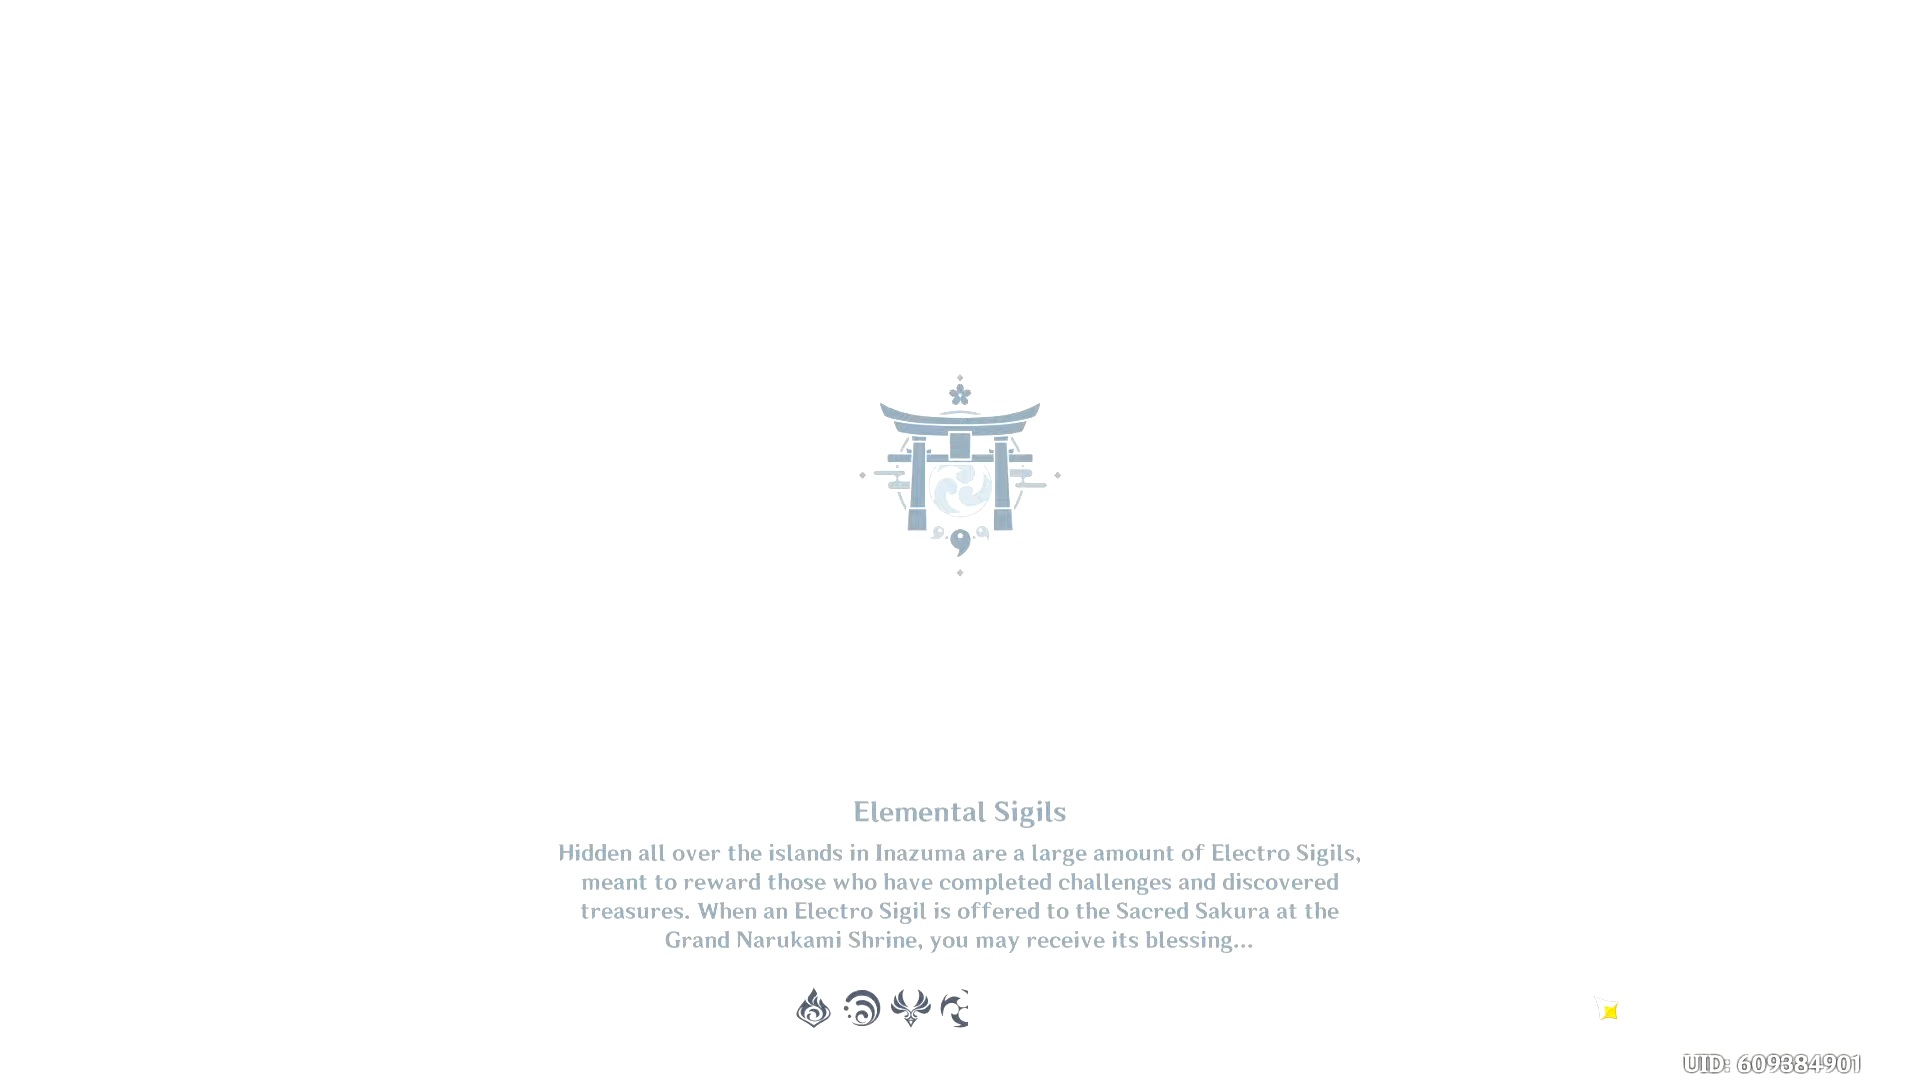 Elemental Sigils
Hidden all over the islands in Inazuma are a large amount of Electro Sigils,
meant to reward those who have completed challenges and discovered
treasures. When an Electro Sigil is offered to the Sacred Sakura at the
Grand Narukami Shrine, you may receive its blessing...
UID: 609384901